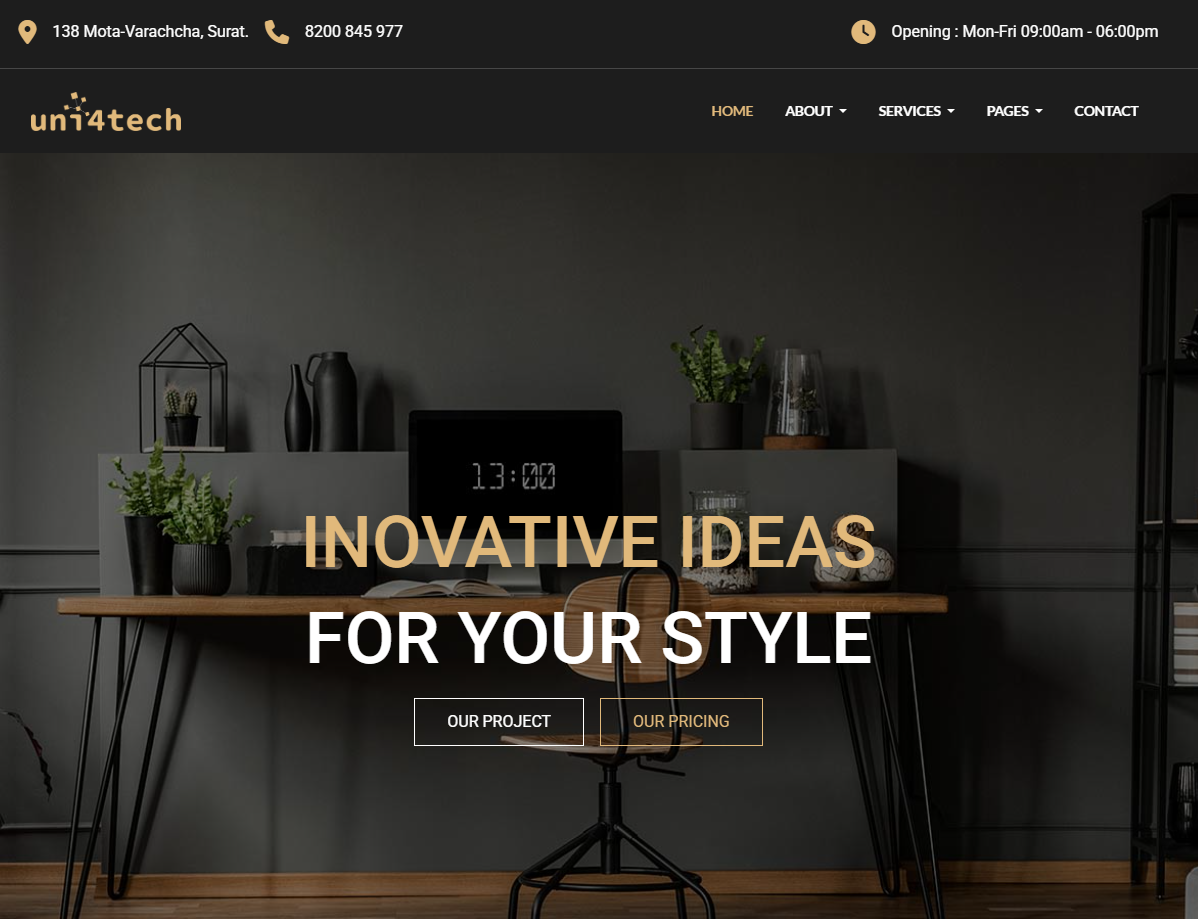 138 Mota-Varachcha, Surat. 8200 845 977 Opening : Mon-Fri 09:00am - 06:00pm
uni4tech HOME ABOUT SERVICES PAGES CONTACT
13:00
INOVATIVE IDEAS
FOR YOUR STYLE
OUR PROJECT OUR PRICING